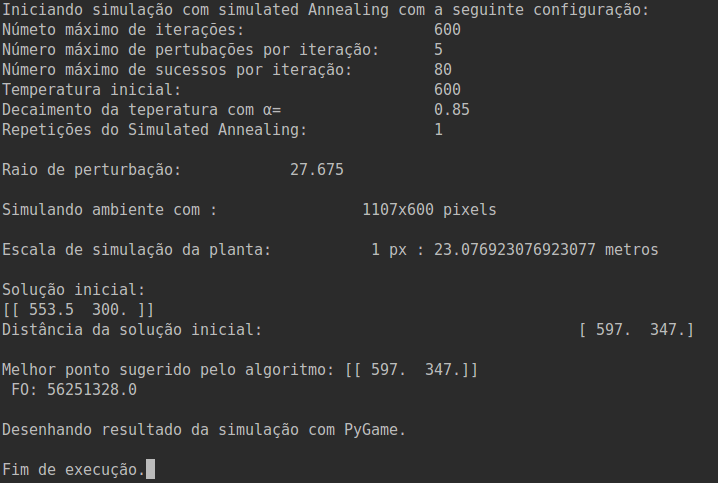 Iniciando simulação com simulated Annealing com a seguinte configuração:
Númeto máximo de iterações: 600
Número máximo de pertubações por iteração: 5
Número máximo de sucessos por iteração: 80
Temperatura inicial: 600
Decaimento da teperatura com α= 0.85
Repetições do Simulated Annealing: 1
Raio de perturbação: 27.675
Simulando ambiente com : 1107x600 pixels
Escala de simulação da planta: 1 px : 23.076923076923077 metros
Solução inicial:
[[ 553.5  300. ]]
Distância da solução inicial: [ 597.  347.]
Melhor ponto sugerido pelo algoritmo: [[ 597.  347.]]
FO: 56251328.0
Desenhando resultado da simulação com PyGame.
Fim de execução.